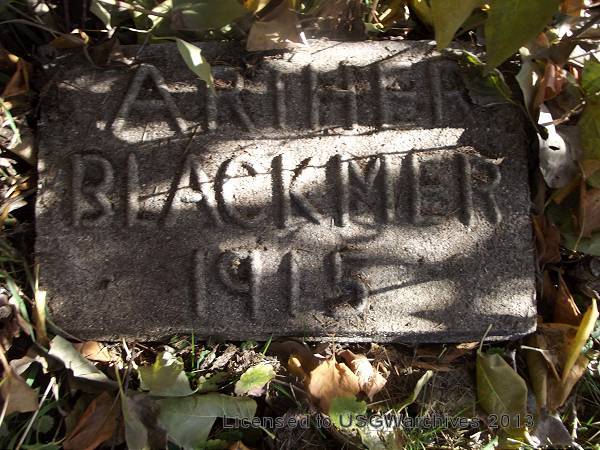 ARTHER
BLACKMER
1915
Licensed to USGWarchives 2013